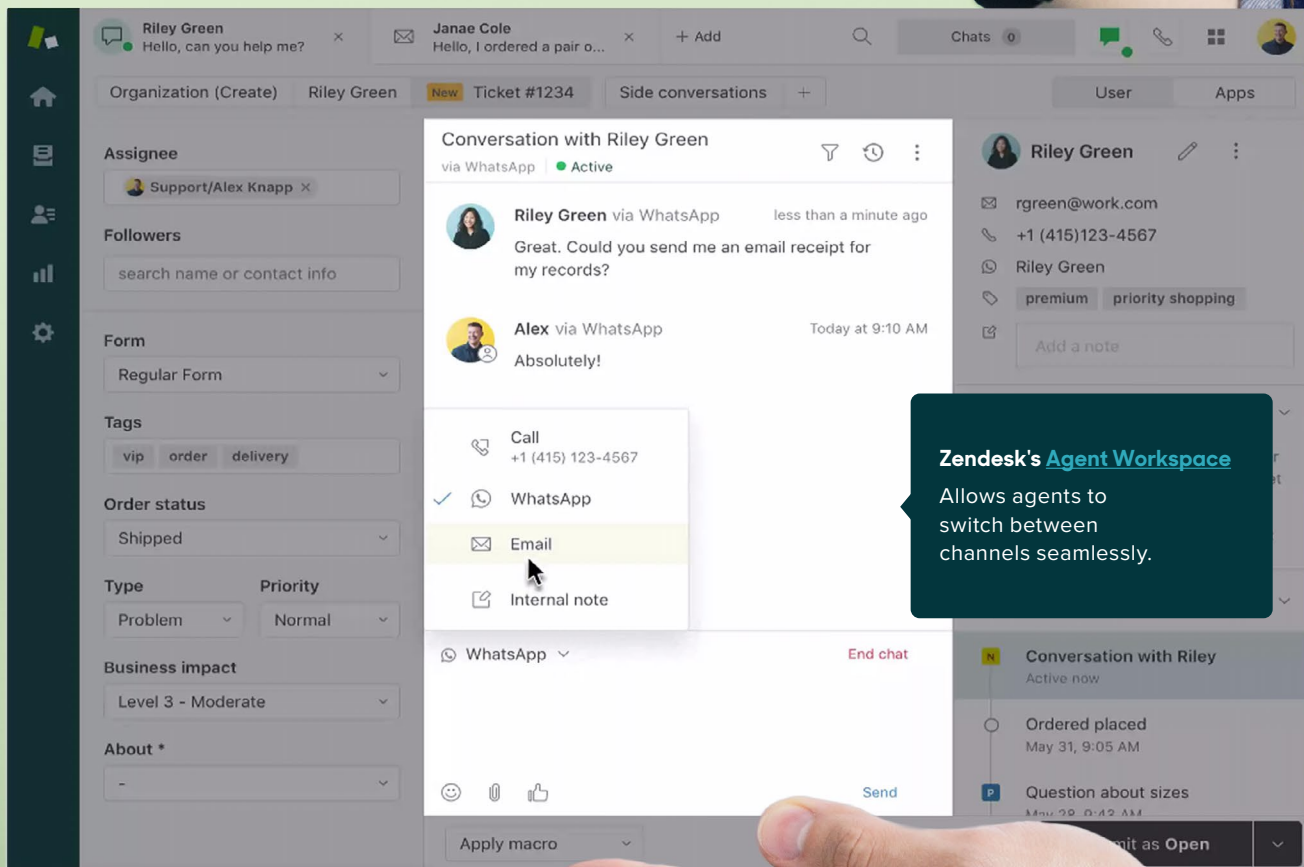 Riley Green
Hello, can you help me?
Janae Cole
Hello, I ordered a pair o...
+ Add
Chats 0
Organization (Create)
Riley Green
New Ticket #1234
Side conversations
+
User
Apps
Assignee
Support/Alex Knapp ×
Followers
search name or contact info
Form
Regular Form
Tags
vip order delivery
Order status
Shipped
Type Priority
Problem Normal
Business impact
Level 3 - Moderate
About *
-
Conversation with Riley Green
via WhatsApp Active
Riley Green via WhatsApp less than a minute ago
Great. Could you send me an email receipt for
my records?
Alex via WhatsApp Today at 9:10 AM
Absolutely!
Call
+1 (415) 123-4567
WhatsApp
Email
Internal note
WhatsApp End chat
Send
Apply macro
Riley Green
rgreen@work.com
+1 (415)123-4567
Riley Green
premium priority shopping
Add a note
Zendesk's Agent Workspace
Allows agents to
switch between
channels seamlessly.
N Conversation with Riley
Active now
Ordered placed
May 31, 9:05 AM
P Question about sizes
May 28, 9:43 AM
as Open